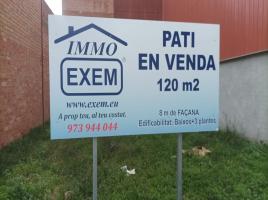 IMMO
EXEM
www.exem.eu
A prop teu, al teu costat.
973 944 044
PATI
EN VENDA
120 m2
8 m de FAÇANA
Edificabilitat: Baixos+3 plantes